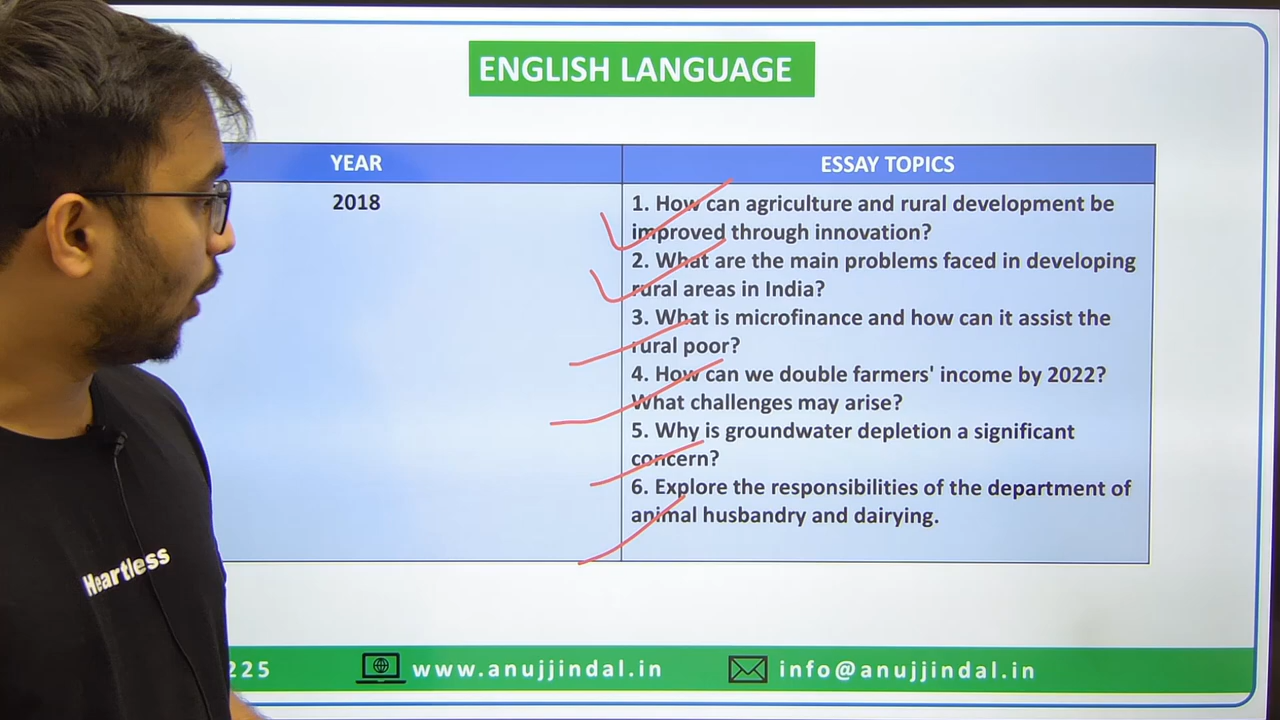 ENGLISH LANGUAGE
YEAR
ESSAY TOPICS
2018
1. How can agriculture and rural development be
improved through innovation?
2. What are the main problems faced in developing
rural areas in India?
3. What is microfinance and how can it assist the
rural poor?
4. How can we double farmers' income by 2022?
What challenges may arise?
5. Why is groundwater depletion a significant
concern?
6. Explore the responsibilities of the department of
animal husbandry and dairying.
Heartless
225
www.anujjindal.in
info@anujjindal.in